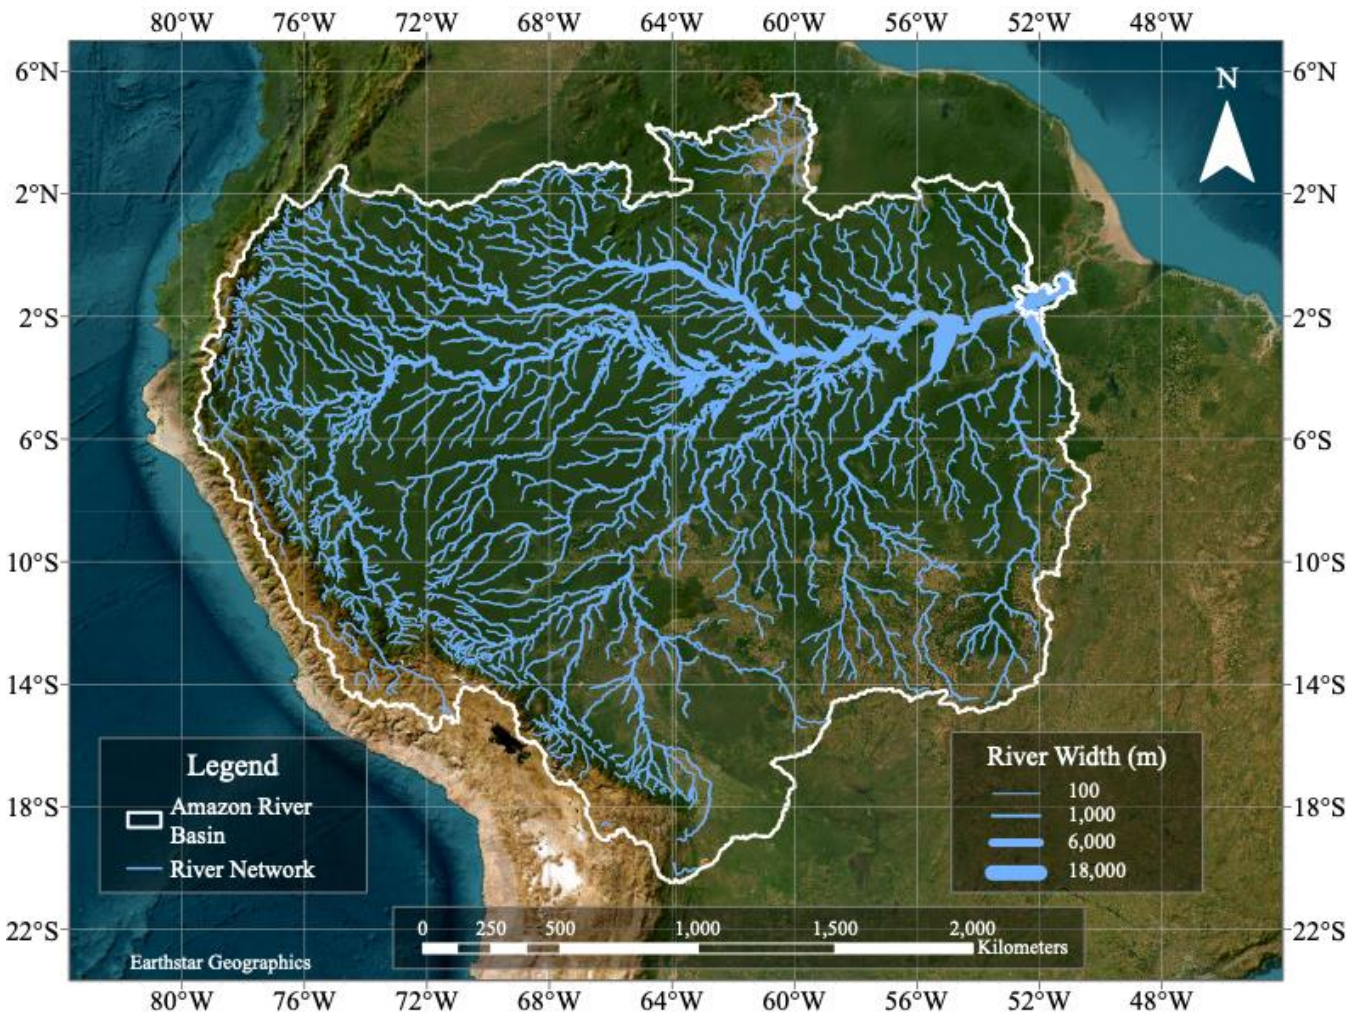 80°W 76°W 72°W 68°W 64°W 60°W 56°W 52°W 48°W
6°N 6°N
N
2°N 2°N
2°S 2°S
6°S 6°S
10°S 10°S
14°S 14°S
Legend
Amazon River
Basin
River Network
River Width (m)
100
1,000
6,000
18,000
18°S 18°S
22°S 22°S
0 250 500 1,000 1,500 2,000
Kilometers
Earthstar Geographics
80°W 76°W 72°W 68°W 64°W 60°W 56°W 52°W 48°W